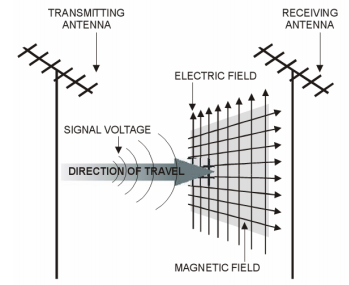 TRANSMITTING
ANTENNA
RECEIVING
ANTENNA
ELECTRIC FIELD
SIGNAL VOLTAGE
DIRECTION OF TRAVEL
MAGNETIC FIELD